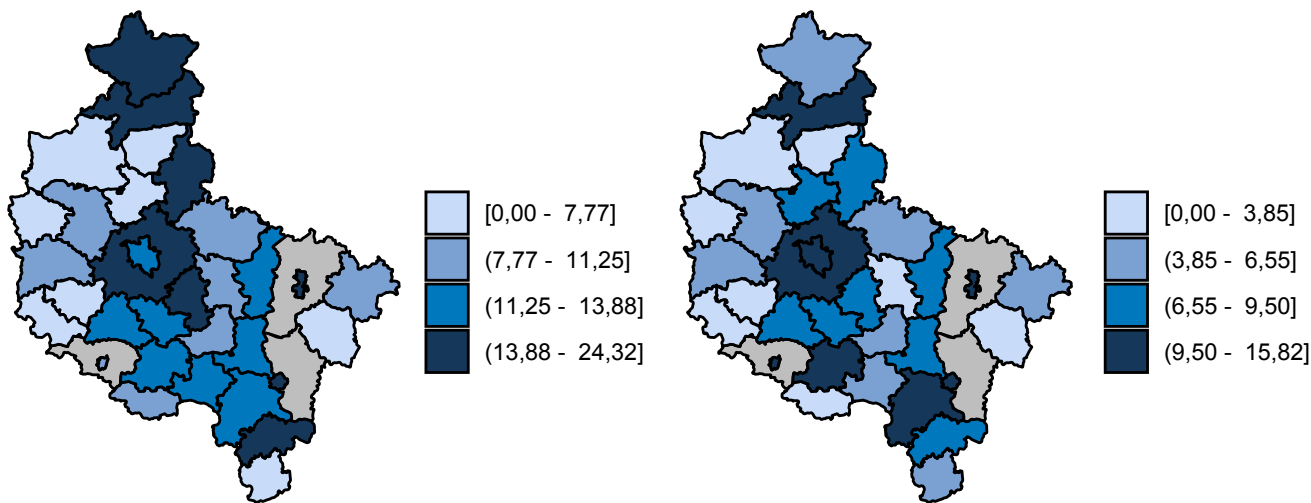 [0,00 - 7,77]
(7,77 - 11,25]
(11,25 - 13,88]
(13,88 - 24,32]
[0,00 - 3,85]
(3,85 - 6,55]
(6,55 - 9,50]
(9,50 - 15,82]